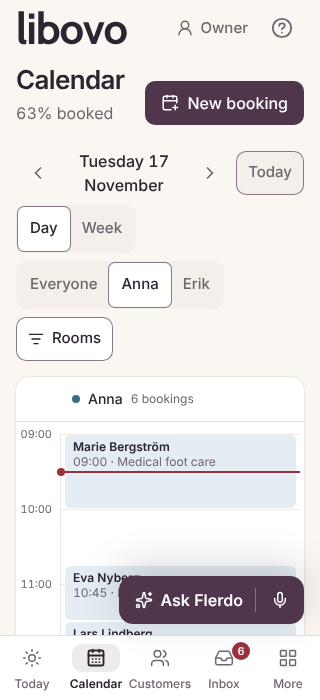 libovo
Owner
Calendar
63% booked
New booking
Tuesday 17
November
Today
Day
Week
Everyone
Anna
Erik
Rooms
Anna 6 bookings
09:00
Marie Bergström
09:00 · Medical foot care
10:00
11:00
Eva Nyberg
10:45 ·
Ask Flerdo
Lars Lindberg
6
Today
Calendar
Customers
Inbox
More